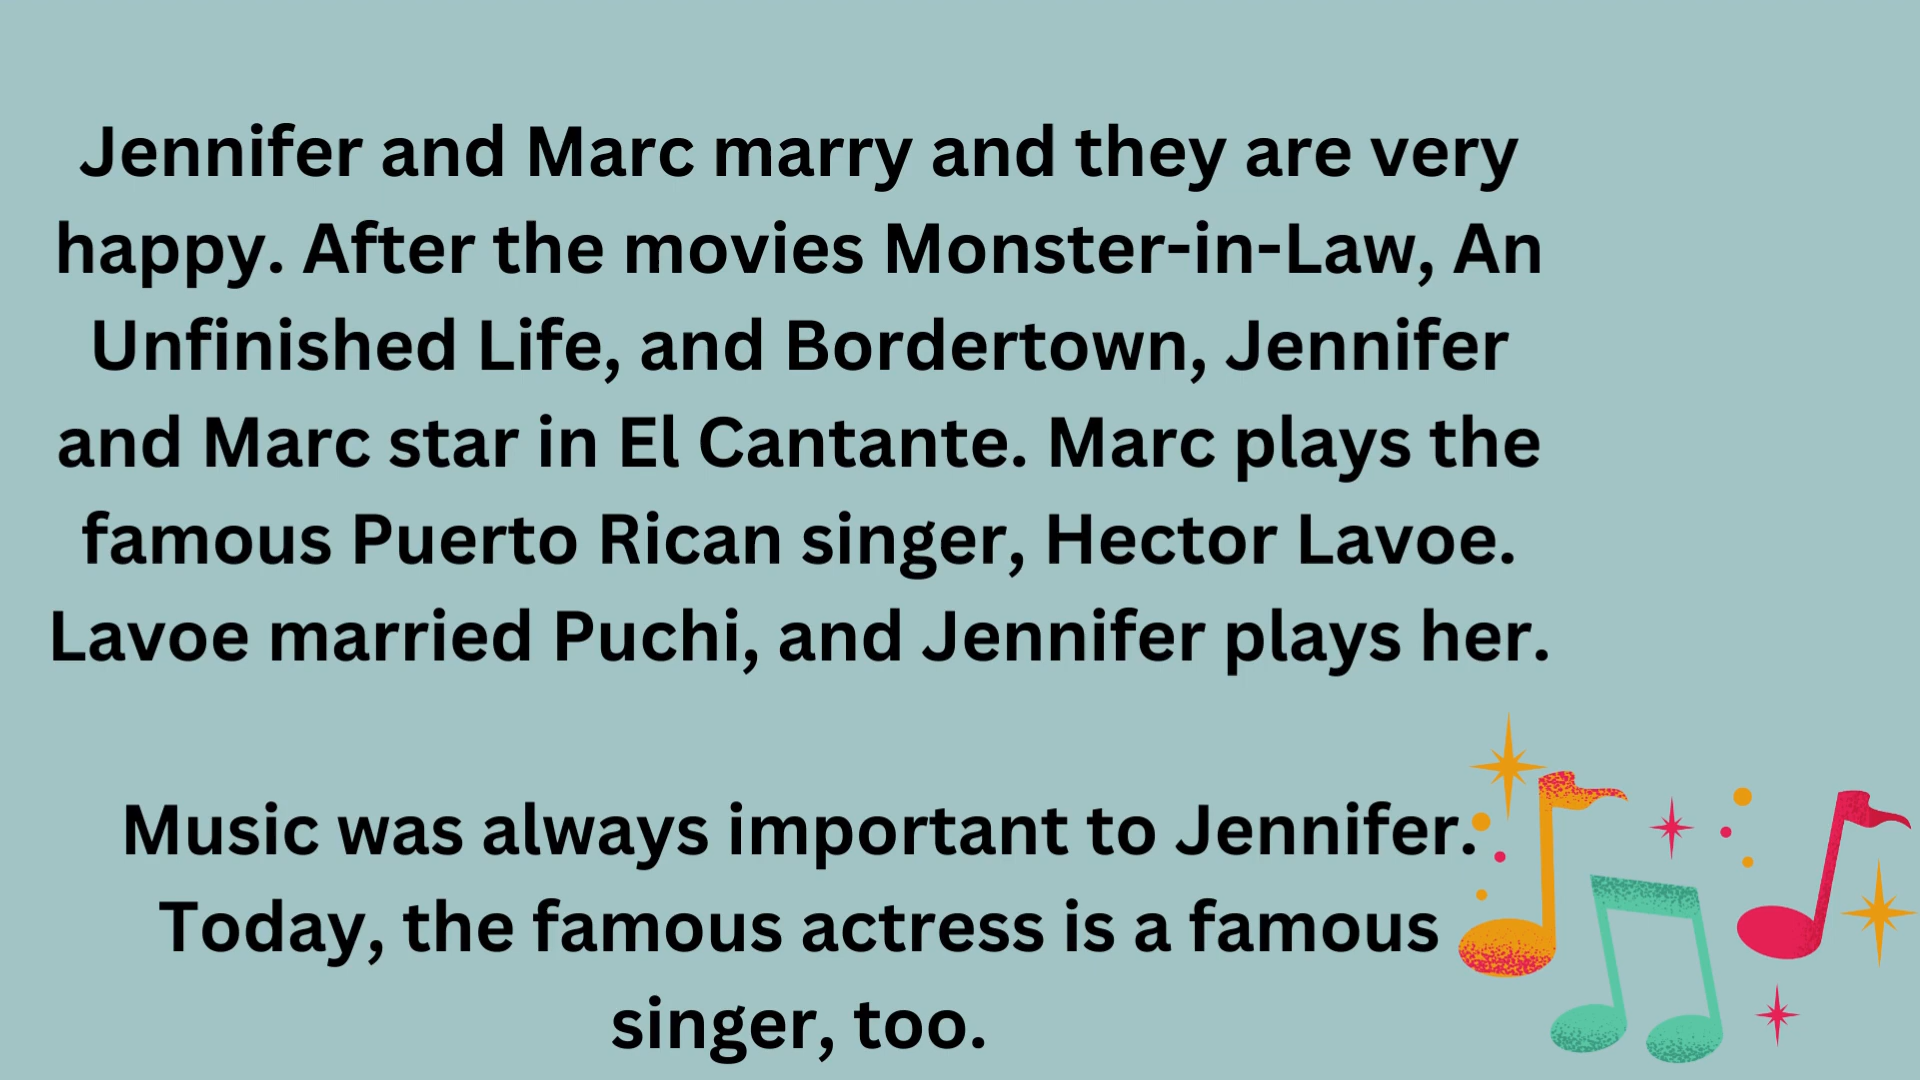 Jennifer and Marc marry and they are very
happy. After the movies Monster-in-Law, An
Unfinished Life, and Bordertown, Jennifer
and Marc star in El Cantante. Marc plays the
famous Puerto Rican singer, Hector Lavoe.
Lavoe married Puchi, and Jennifer plays her.
Music was always important to Jennifer.
Today, the famous actress is a famous
singer, too.